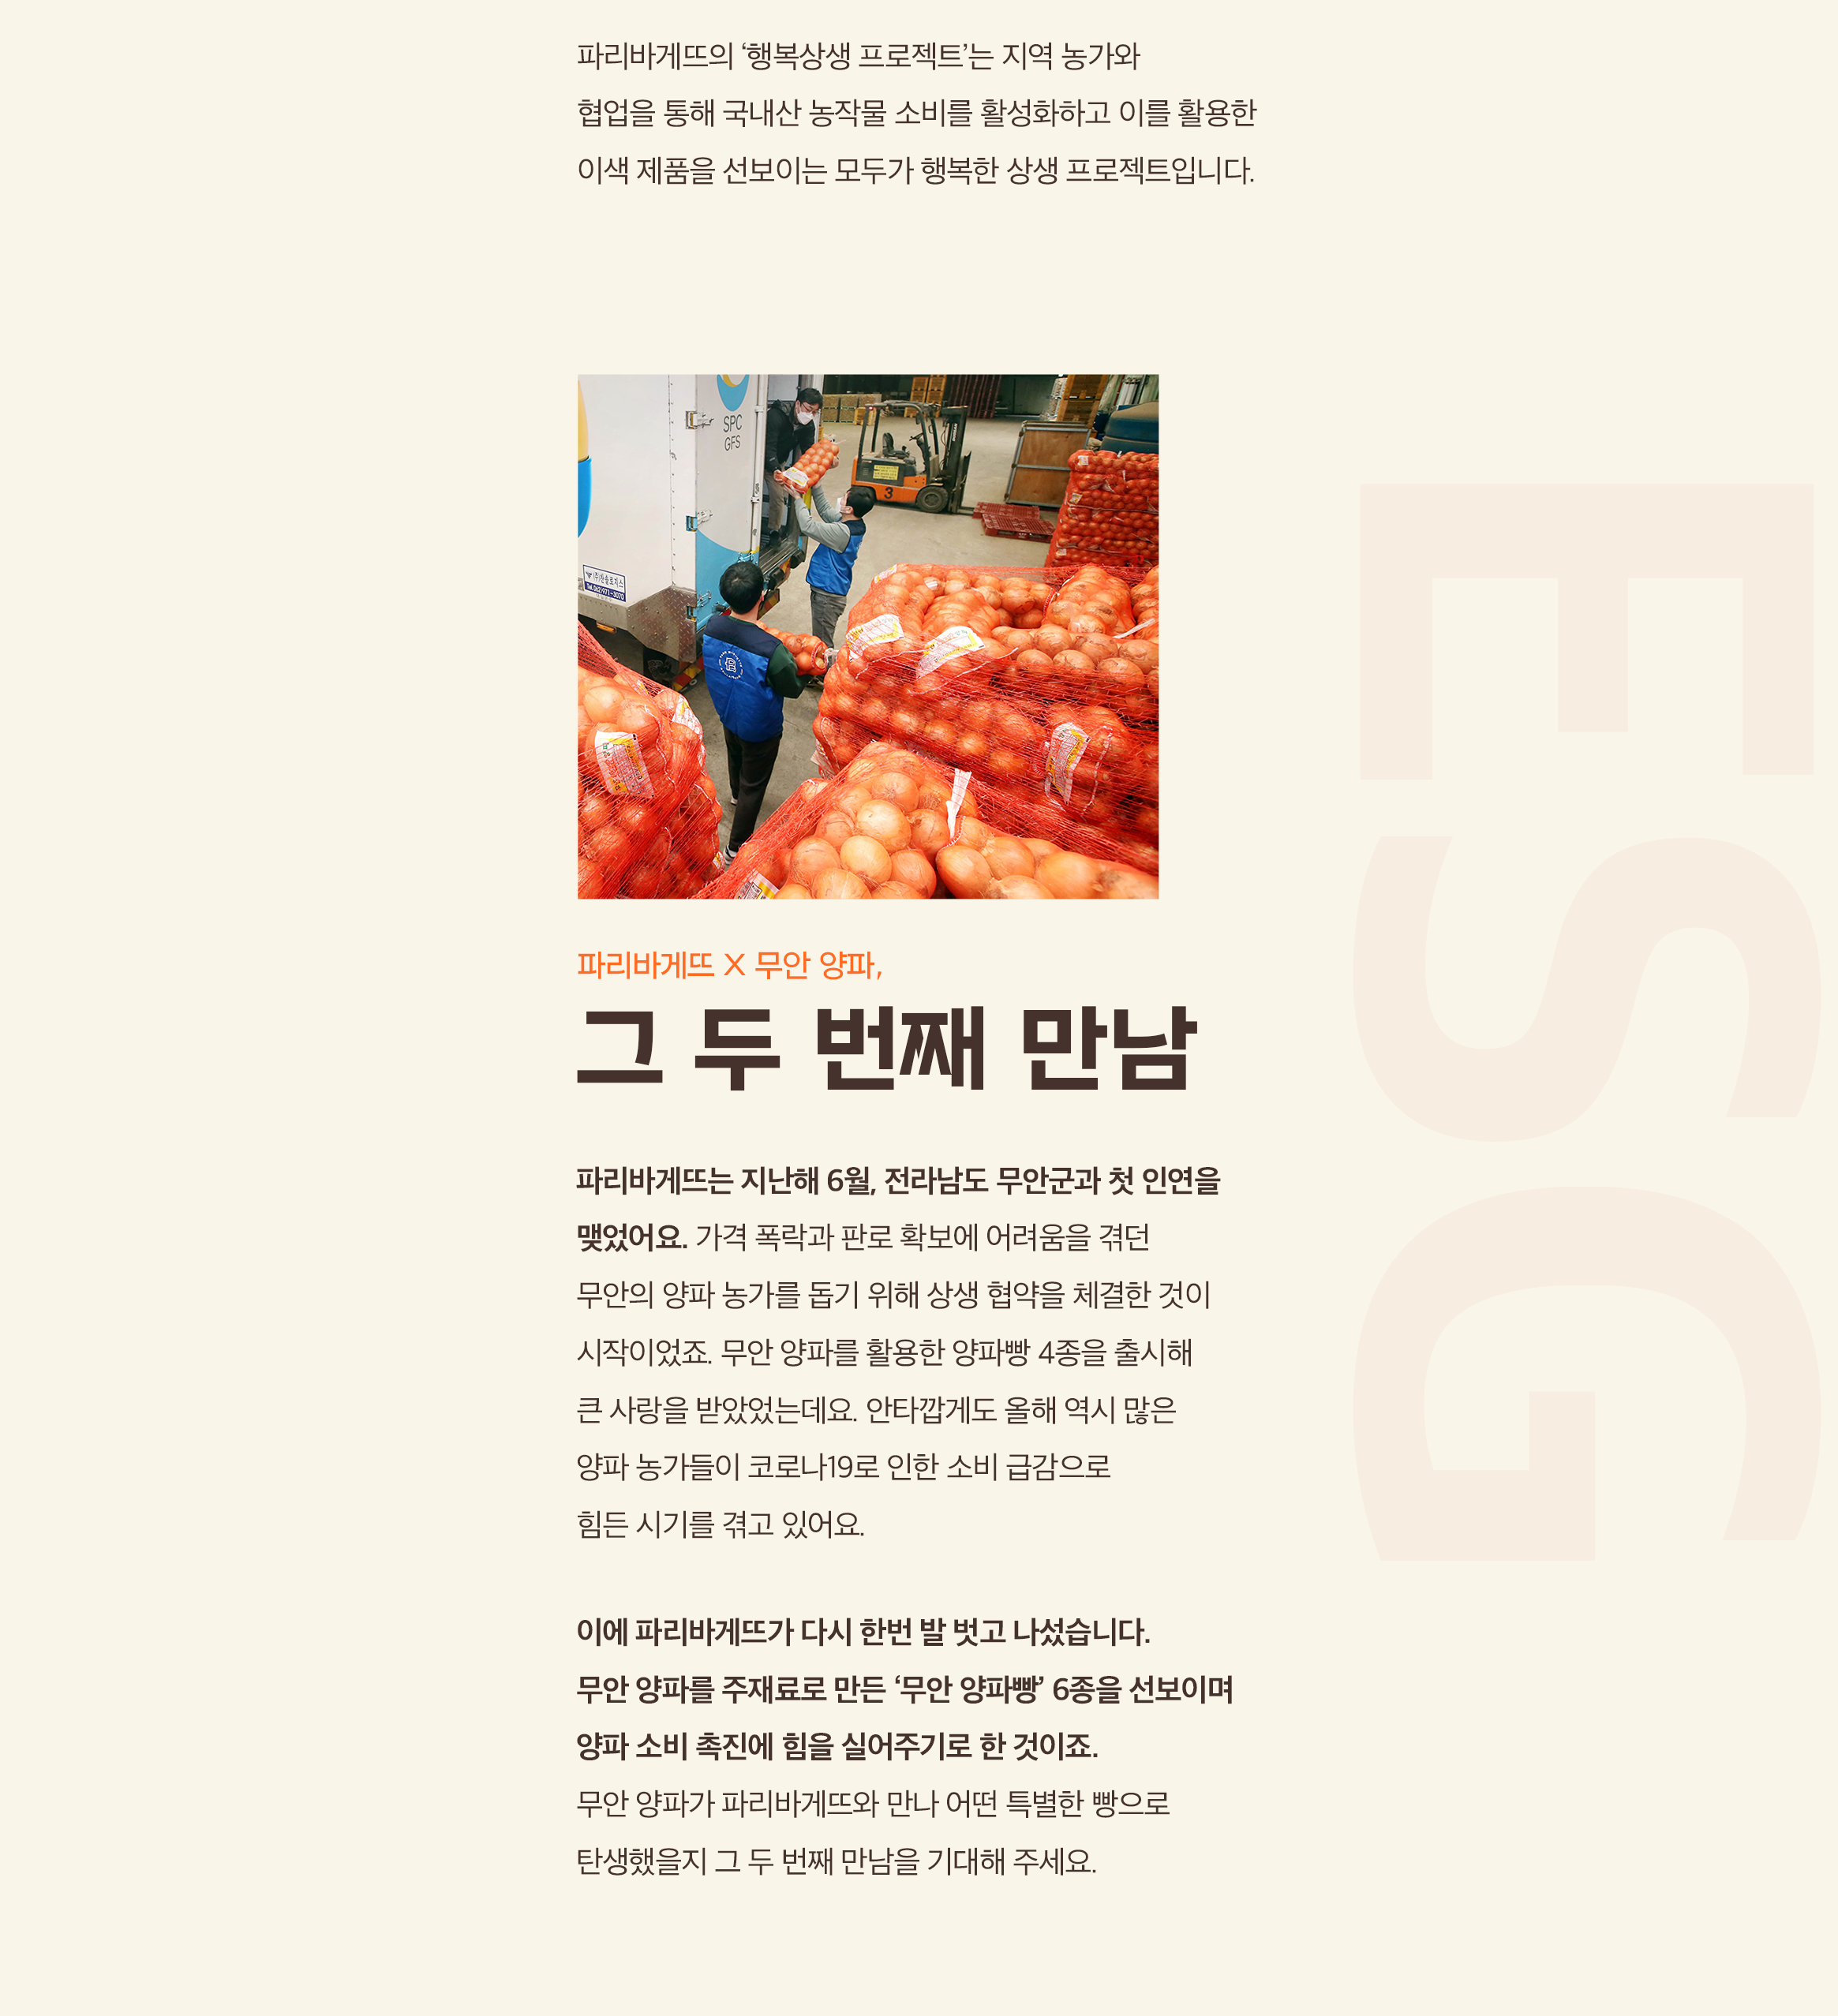 파리바게뜨의 ‘행복상생 프로젝트’는 지역 농가와
협업을 통해 국내산 농작물 소비를 활성화하고 이를 활용한
이색 제품을 선보이는 모두가 행복한 상생 프로젝트입니다.
SPC
GFS
3
파리바게뜨 X 무안 양파,
그 두 번째 만남
파리바게뜨는 지난해 6월, 전라남도 무안군과 첫 인연을
맺었어요. 가격 폭락과 판로 확보에 어려움을 겪던
무안의 양파 농가를 돕기 위해 상생 협약을 체결한 것이
시작이었죠. 무안 양파를 활용한 양파빵 4종을 출시해
큰 사랑을 받았었는데요. 안타깝게도 올해 역시 많은
양파 농가들이 코로나19로 인한 소비 급감으로
힘든 시기를 겪고 있어요.
이에 파리바게뜨가 다시 한번 발 벗고 나섰습니다.
무안 양파를 주재료로 만든 ‘무안 양파빵’ 6종을 선보이며
양파 소비 촉진에 힘을 실어주기로 한 것이죠.
무안 양파가 파리바게뜨와 만나 어떤 특별한 빵으로
탄생했을지 그 두 번째 만남을 기대해 주세요.
ESG